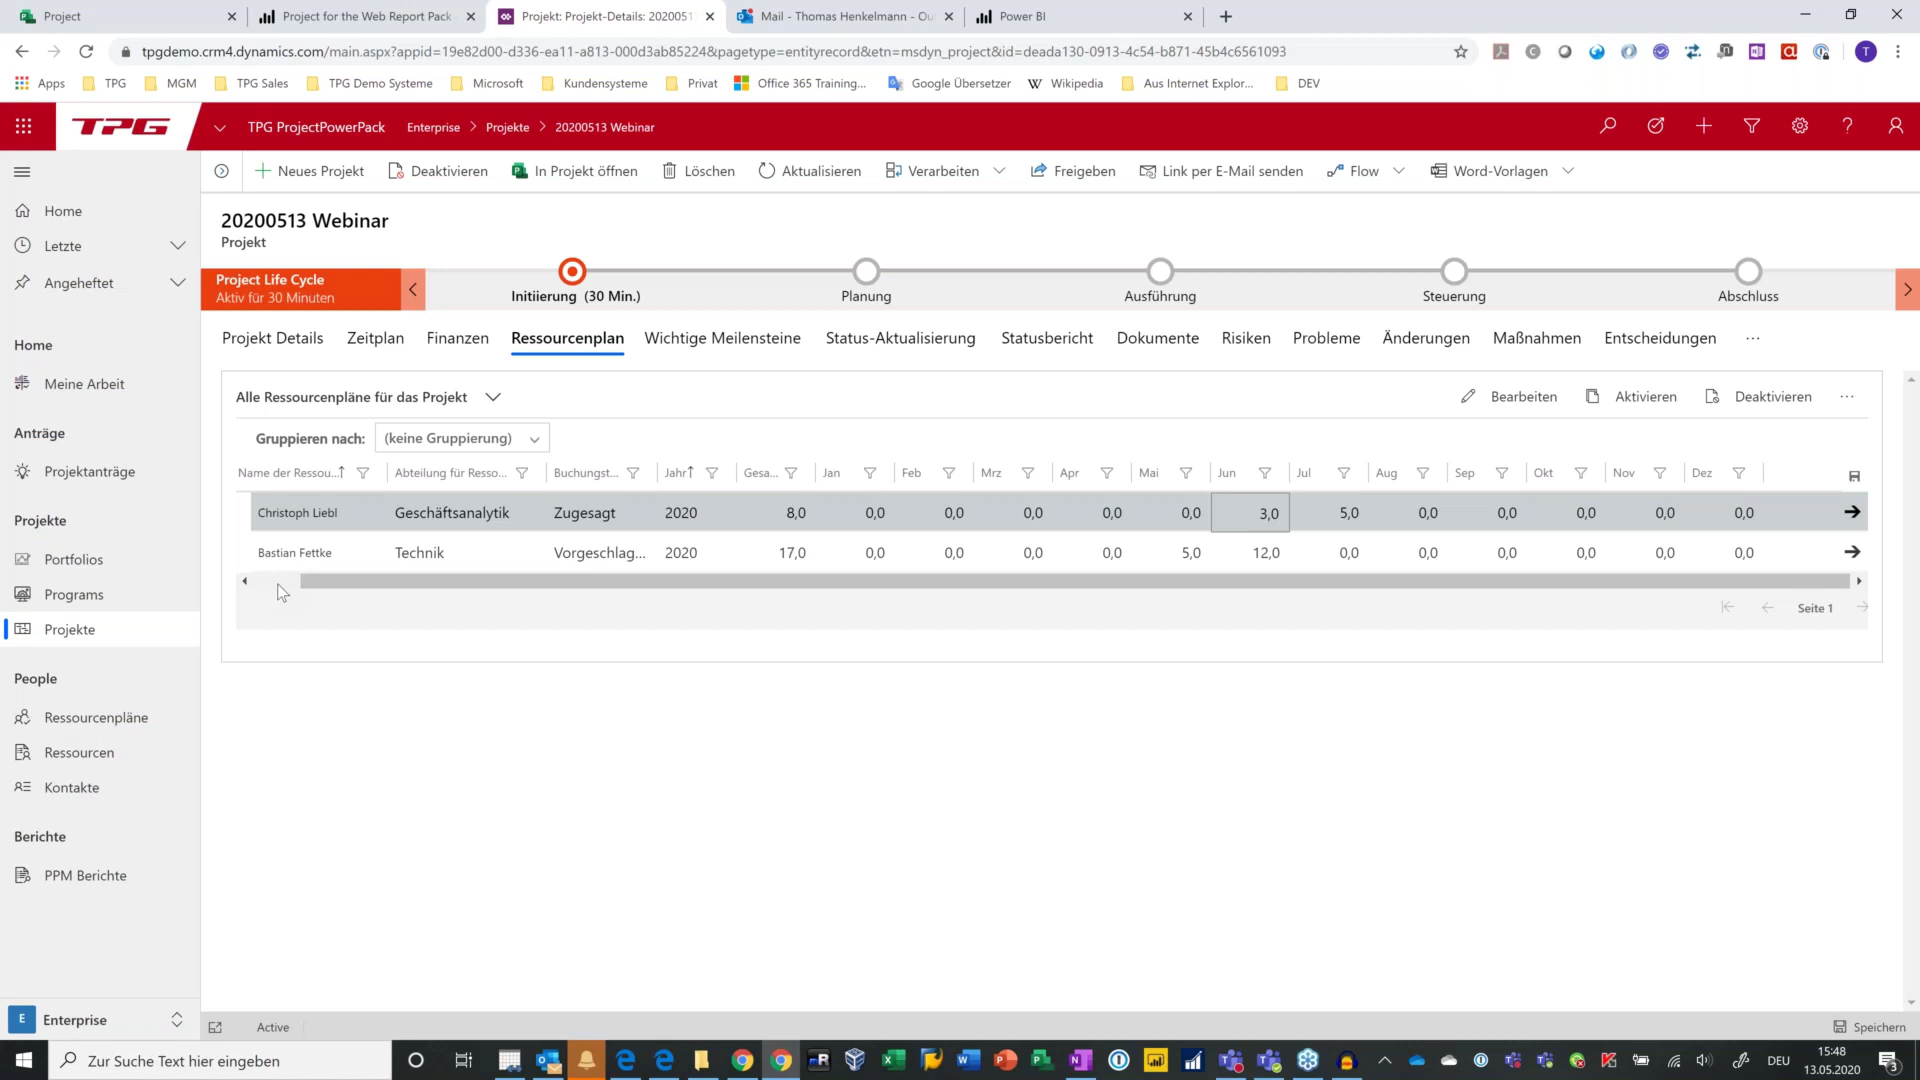 Project
Project for the Web Report Pack
Projekt: Projekt-Details: 2020051
Mail - Thomas Henkelmann - Ou
Power BI
tpgdemo.crm4.dynamics.com/main.aspx?appid=19e82d00-d336-ea11-a813-000d3ab85224&pagetype=entityrecord&etn=msdyn_project&id=deada130-0913-4c54-b871-45b4c6561093
T
Apps TPG MGM TPG Sales TPG Demo Systeme Microsoft Kundensysteme Privat Office 365 Training... Google Übersetzer Wikipedia Aus Internet Explor... DEV
TPG TPG ProjectPowerPack Enterprise > Projekte > 20200513 Webinar
Neues Projekt Deaktivieren In Projekt öffnen Löschen Aktualisieren Verarbeiten Freigeben Link per E-Mail senden Flow Word-Vorlagen
Home
Letzte
Angeheftet
Home
Meine Arbeit
Anträge
Projektanträge
Projekte
Portfolios
Programs
Projekte
People
Ressourcenpläne
Ressourcen
Kontakte
Berichte
PPM Berichte
E Enterprise
20200513 Webinar
Projekt
Project Life Cycle
Aktiv für 30 Minuten
Initiierung (30 Min.) Planung Ausführung Steuerung Abschluss
Projekt Details Zeitplan Finanzen Ressourcenplan Wichtige Meilensteine Status-Aktualisierung Statusbericht Dokumente Risiken Probleme Änderungen Maßnahmen Entscheidungen ...
Alle Ressourcenpläne für das Projekt Bearbeiten Aktivieren Deaktivieren ...
Gruppieren nach: (keine Gruppierung)
Name der Ressou... Abteilung für Resso... Buchungst... Jahr Gesa... Jan Feb Mrz Apr Mai Jun Jul Aug Sep Okt Nov Dez
Christoph Liebl Geschäftsanalytik Zugesagt 2020 8,0 0,0 0,0 0,0 0,0 0,0 3,0 5,0 0,0 0,0 0,0 0,0 0,0
Bastian Fettke Technik Vorgeschlag... 2020 17,0 0,0 0,0 0,0 0,0 5,0 12,0 0,0 0,0 0,0 0,0 0,0 0,0
Seite 1
Active
Speichern
Zur Suche Text hier eingeben
DEU
15:48
13.05.2020
3